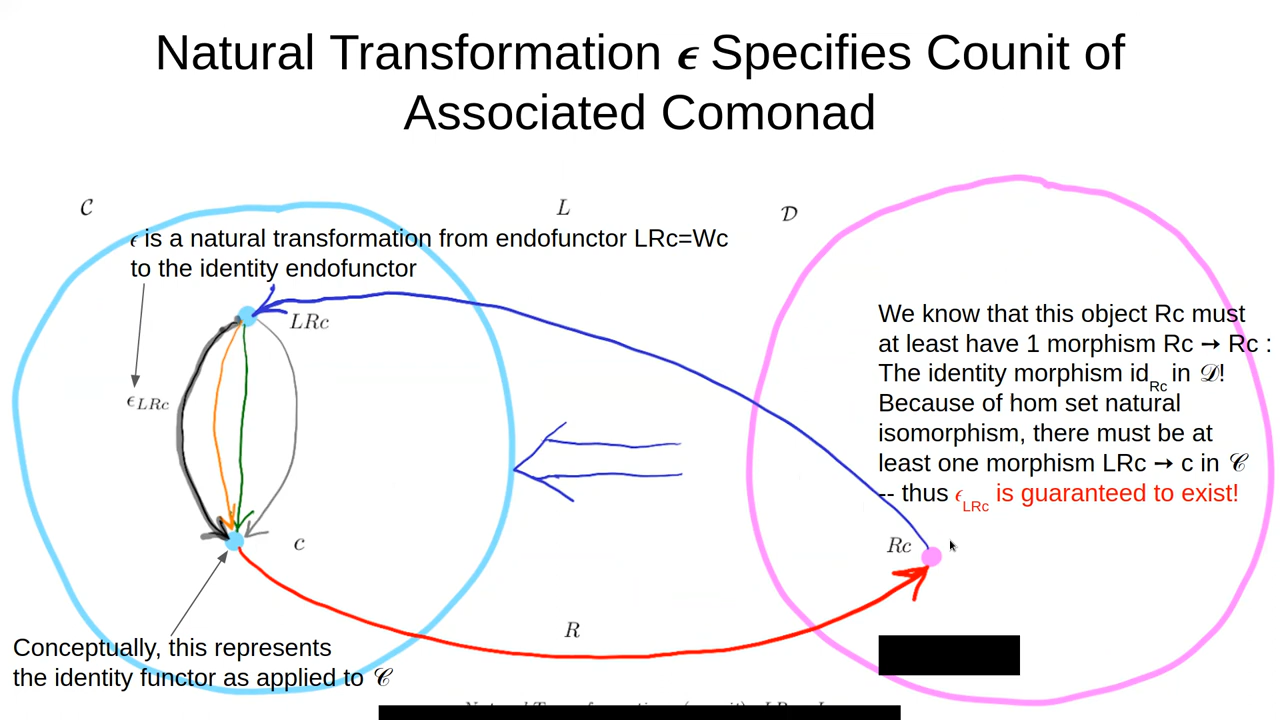 Natural Transformation ϵ Specifies Counit of
Associated Comonad
𝒞
L
𝒟
ϵ is a natural transformation from endofunctor LRc=Wc
to the identity endofunctor
LRc
ϵ_LRc
We know that this object Rc must
at least have 1 morphism Rc → Rc :
The identity morphism id_Rc in 𝒟!
Because of hom set natural
isomorphism, there must be at
least one morphism LRc → c in 𝒞
-- thus ϵ_LRc is guaranteed to exist!
Rc
c
R
Conceptually, this represents
the identity functor as applied to 𝒞